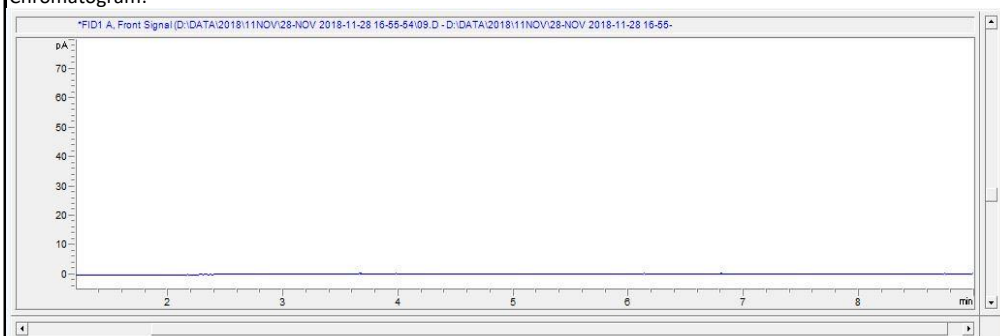 Chromatogram:
*FID1 A, Front Signal (D:\DATA\2018\11NOV\28-NOV 2018-11-28 16-55-54\09.D - D:\DATA\2018\11NOV\28-NOV 2018-11-28 16-55-
pA
70
60
50
40
30
20
10
0
2 3 4 5 6 7 8 min